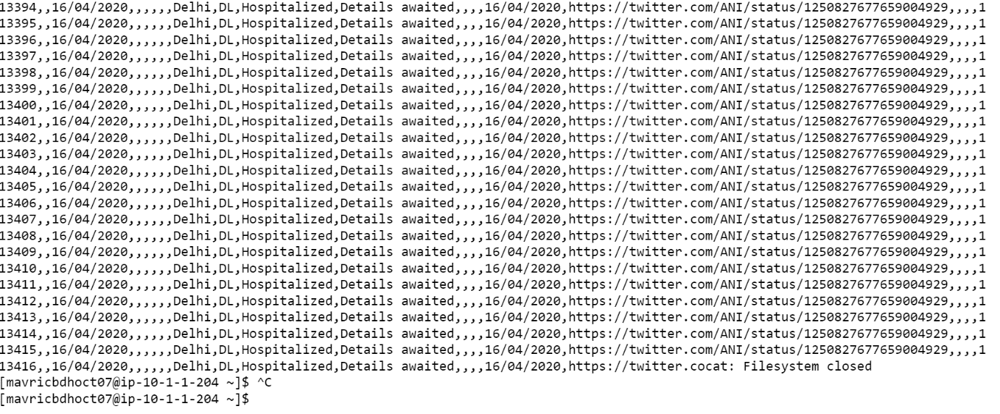 13394,,16/04/2020,,,,,,Delhi,DL,Hospitalized,Details awaited,,,,16/04/2020,https://twitter.com/ANI/status/1250827677659004929,,,,1
13395,,16/04/2020,,,,,,Delhi,DL,Hospitalized,Details awaited,,,,16/04/2020,https://twitter.com/ANI/status/1250827677659004929,,,,1
13396,,16/04/2020,,,,,,Delhi,DL,Hospitalized,Details awaited,,,,16/04/2020,https://twitter.com/ANI/status/1250827677659004929,,,,1
13397,,16/04/2020,,,,,,Delhi,DL,Hospitalized,Details awaited,,,,16/04/2020,https://twitter.com/ANI/status/1250827677659004929,,,,1
13398,,16/04/2020,,,,,,Delhi,DL,Hospitalized,Details awaited,,,,16/04/2020,https://twitter.com/ANI/status/1250827677659004929,,,,1
13399,,16/04/2020,,,,,,Delhi,DL,Hospitalized,Details awaited,,,,16/04/2020,https://twitter.com/ANI/status/1250827677659004929,,,,1
13400,,16/04/2020,,,,,,Delhi,DL,Hospitalized,Details awaited,,,,16/04/2020,https://twitter.com/ANI/status/1250827677659004929,,,,1
13401,,16/04/2020,,,,,,Delhi,DL,Hospitalized,Details awaited,,,,16/04/2020,https://twitter.com/ANI/status/1250827677659004929,,,,1
13402,,16/04/2020,,,,,,Delhi,DL,Hospitalized,Details awaited,,,,16/04/2020,https://twitter.com/ANI/status/1250827677659004929,,,,1
13403,,16/04/2020,,,,,,Delhi,DL,Hospitalized,Details awaited,,,,16/04/2020,https://twitter.com/ANI/status/1250827677659004929,,,,1
13404,,16/04/2020,,,,,,Delhi,DL,Hospitalized,Details awaited,,,,16/04/2020,https://twitter.com/ANI/status/1250827677659004929,,,,1
13405,,16/04/2020,,,,,,Delhi,DL,Hospitalized,Details awaited,,,,16/04/2020,https://twitter.com/ANI/status/1250827677659004929,,,,1
13406,,16/04/2020,,,,,,Delhi,DL,Hospitalized,Details awaited,,,,16/04/2020,https://twitter.com/ANI/status/1250827677659004929,,,,1
13407,,16/04/2020,,,,,,Delhi,DL,Hospitalized,Details awaited,,,,16/04/2020,https://twitter.com/ANI/status/1250827677659004929,,,,1
13408,,16/04/2020,,,,,,Delhi,DL,Hospitalized,Details awaited,,,,16/04/2020,https://twitter.com/ANI/status/1250827677659004929,,,,1
13409,,16/04/2020,,,,,,Delhi,DL,Hospitalized,Details awaited,,,,16/04/2020,https://twitter.com/ANI/status/1250827677659004929,,,,1
13410,,16/04/2020,,,,,,Delhi,DL,Hospitalized,Details awaited,,,,16/04/2020,https://twitter.com/ANI/status/1250827677659004929,,,,1
13411,,16/04/2020,,,,,,Delhi,DL,Hospitalized,Details awaited,,,,16/04/2020,https://twitter.com/ANI/status/1250827677659004929,,,,1
13412,,16/04/2020,,,,,,Delhi,DL,Hospitalized,Details awaited,,,,16/04/2020,https://twitter.com/ANI/status/1250827677659004929,,,,1
13413,,16/04/2020,,,,,,Delhi,DL,Hospitalized,Details awaited,,,,16/04/2020,https://twitter.com/ANI/status/1250827677659004929,,,,1
13414,,16/04/2020,,,,,,Delhi,DL,Hospitalized,Details awaited,,,,16/04/2020,https://twitter.com/ANI/status/1250827677659004929,,,,1
13415,,16/04/2020,,,,,,Delhi,DL,Hospitalized,Details awaited,,,,16/04/2020,https://twitter.com/ANI/status/1250827677659004929,,,,1
13416,,16/04/2020,,,,,,Delhi,DL,Hospitalized,Details awaited,,,,16/04/2020,https://twitter.cocat: Filesystem closed
[mavricbdhoct07@ip-10-1-1-204 ~]$ ^C
[mavricbdhoct07@ip-10-1-1-204 ~]$